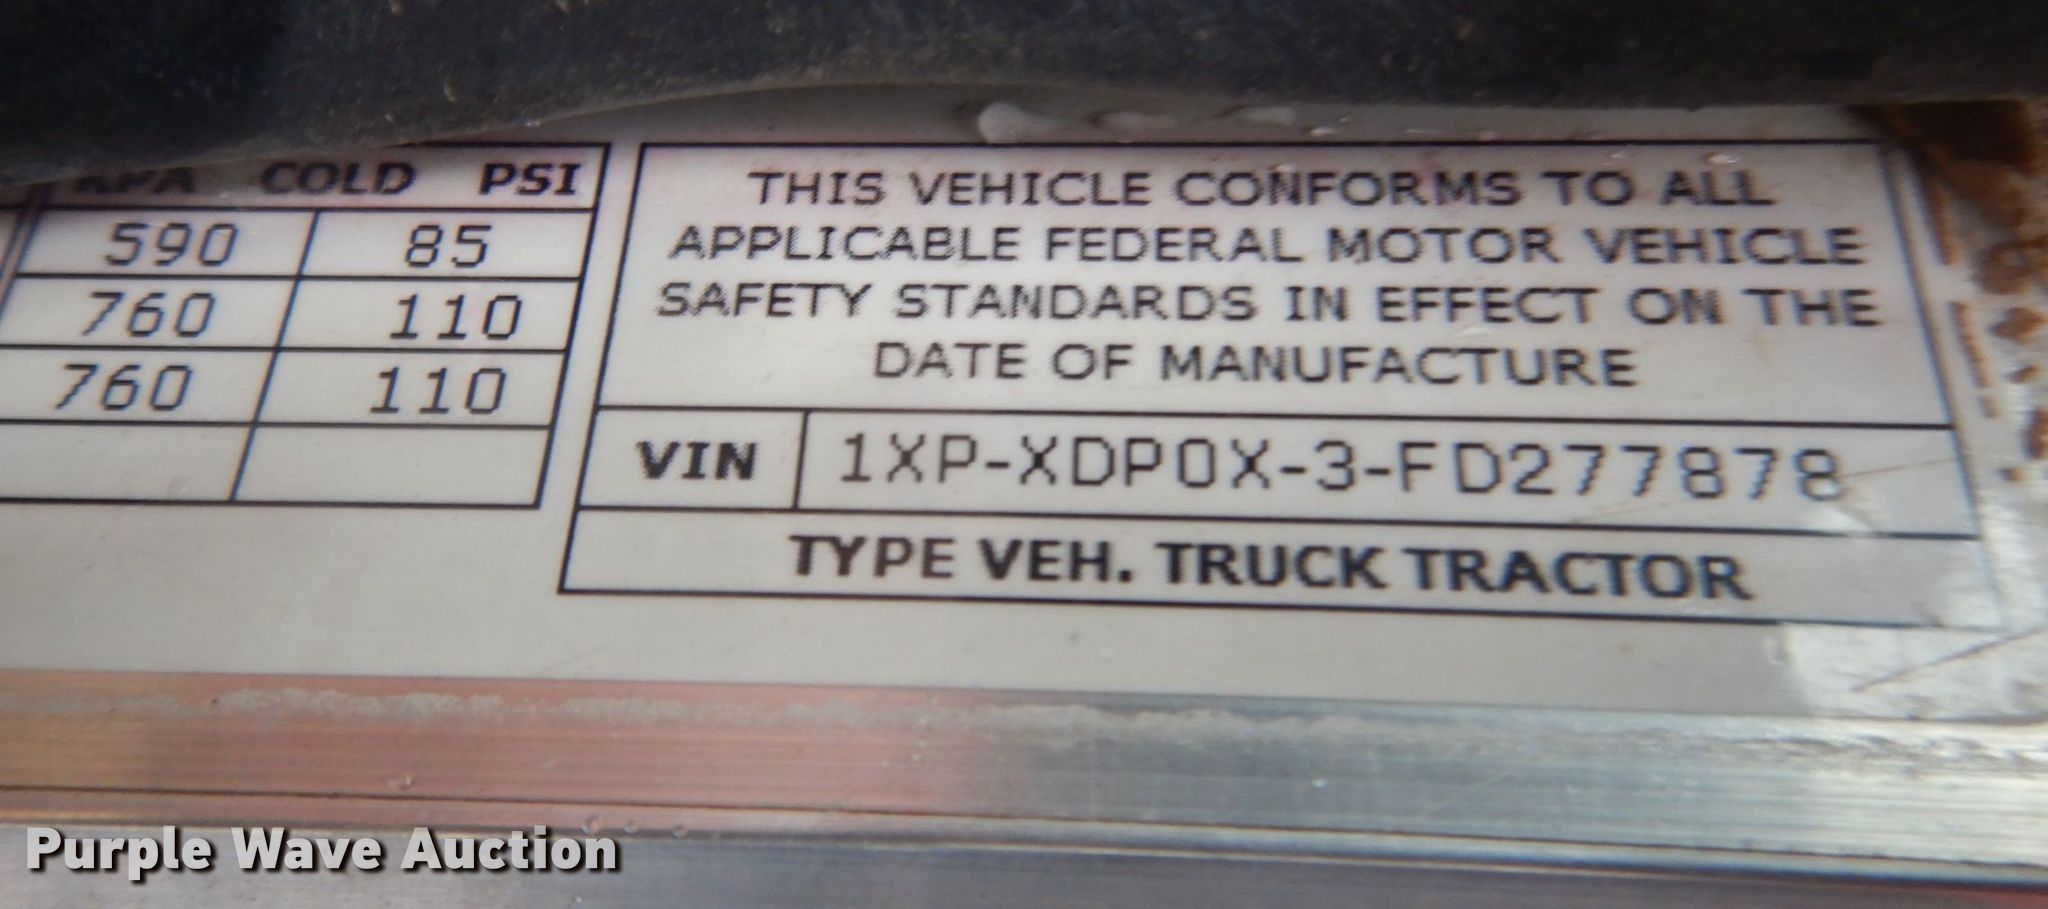 KPA COLD PSI
590 85
760 110
760 110
THIS VEHICLE CONFORMS TO ALL
APPLICABLE FEDERAL MOTOR VEHICLE
SAFETY STANDARDS IN EFFECT ON THE
DATE OF MANUFACTURE
VIN 1XP-XDP0X-3-FD277878
TYPE VEH. TRUCK TRACTOR
Purple Wave Auction